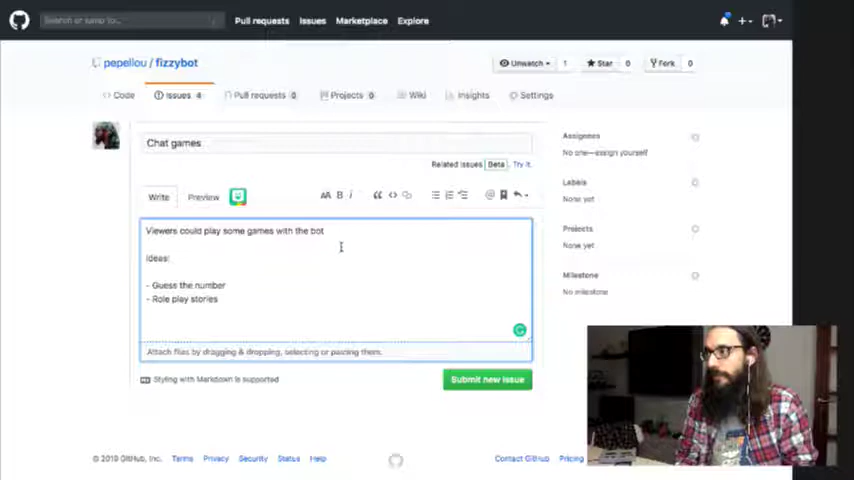 Search or jump to...
Pull requests Issues Marketplace Explore
pepellou / fizzybot
Unwatch 1 Star 0 Fork 0
Code Issues 4 Pull requests 0 Projects 0 Wiki Insights Settings
Chat games
Related Issues Beta Try it.
Write Preview
Viewers could play some games with the bot
Ideas:
- Guess the number
- Role play stories
Attach files by dragging & dropping, selecting or pasting them.
Styling with Markdown is supported
Submit new issue
Assignees
No one—assign yourself
Labels
None yet
Projects
None yet
Milestone
No milestone
© 2019 GitHub, Inc. Terms Privacy Security Status Help
Contact GitHub Pricing